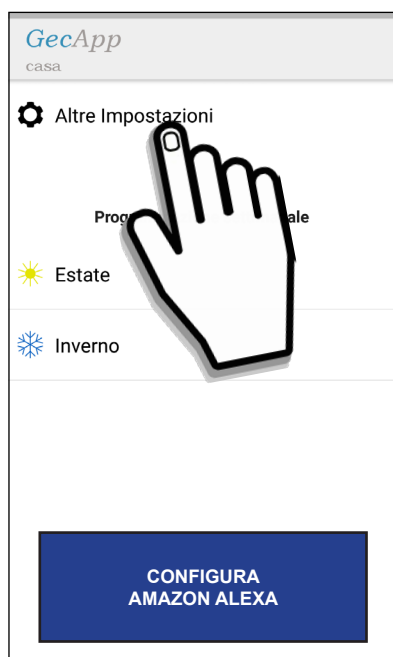 GecApp
casa
Altre Impostazioni
Estate
Inverno
CONFIGURA
AMAZON ALEXA